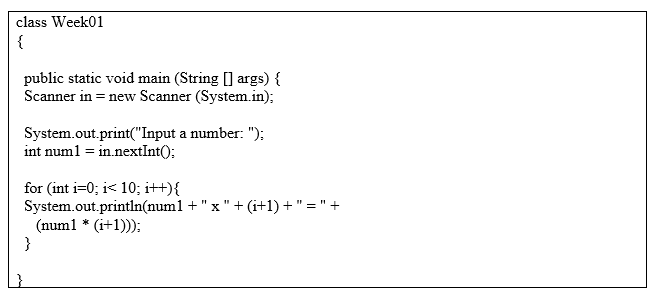 class Week01
{
public static void main (String [] args) {
Scanner in = new Scanner (System.in);
System.out.print("Input a number: ");
int num1 = in.nextInt();
for (int i=0; i< 10; i++){
System.out.println(num1 + " x " + (i+1) + " = " +
(num1 * (i+1)));
}
}